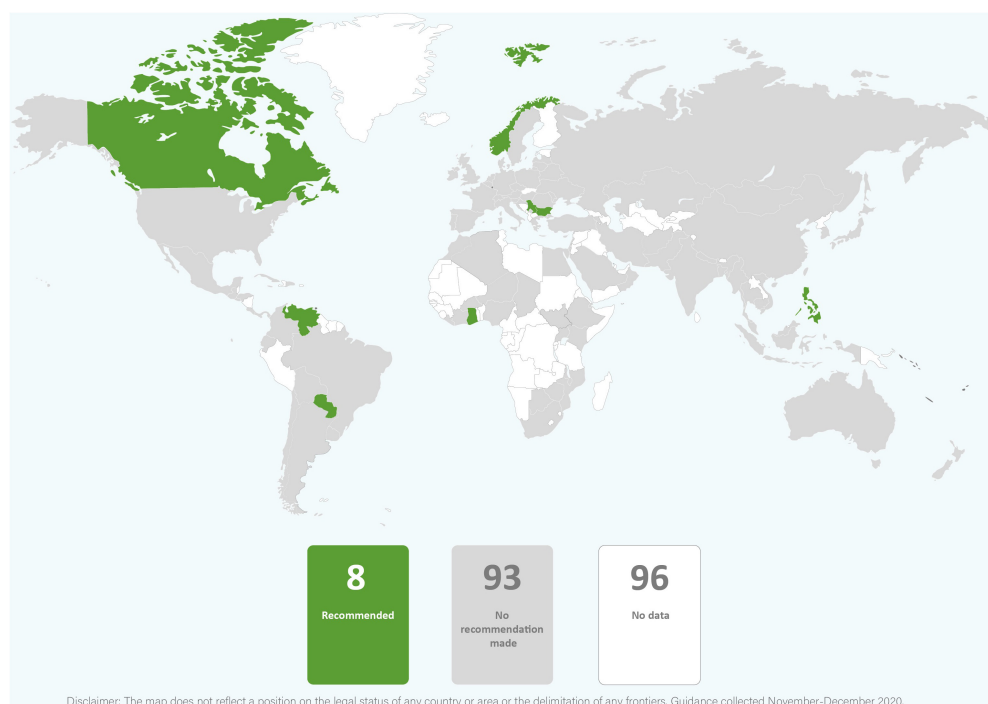 8
Recommended
93
No
recommendation
made
96
No data
Disclaimer: The map does not reflect a position on the legal status of any country or area or the delimitation of any frontiers. Guidance collected November-December 2020.